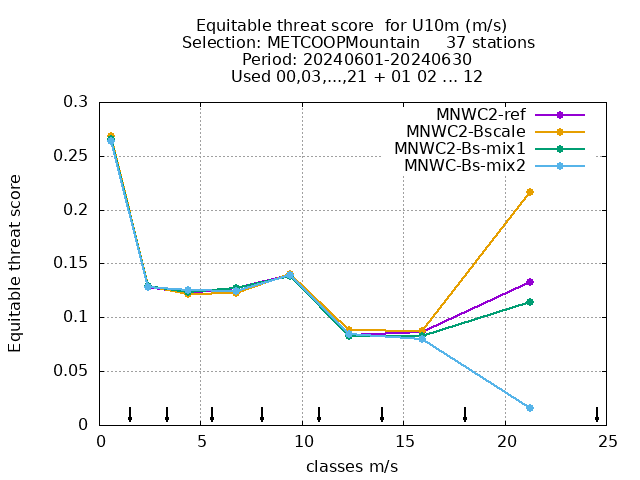 Equitable threat score  for U10m (m/s)
Selection: METCOOPMountain     37 stations
Period: 20240601-20240630
Used 00,03,...,21 + 01 02 ... 12
MNWC2-ref
MNWC2-Bscale
MNWC2-Bs-mix1
MNWC-Bs-mix2
Equitable threat score
0.3
0.25
0.2
0.15
0.1
0.05
0
0 5 10 15 20 25
classes m/s